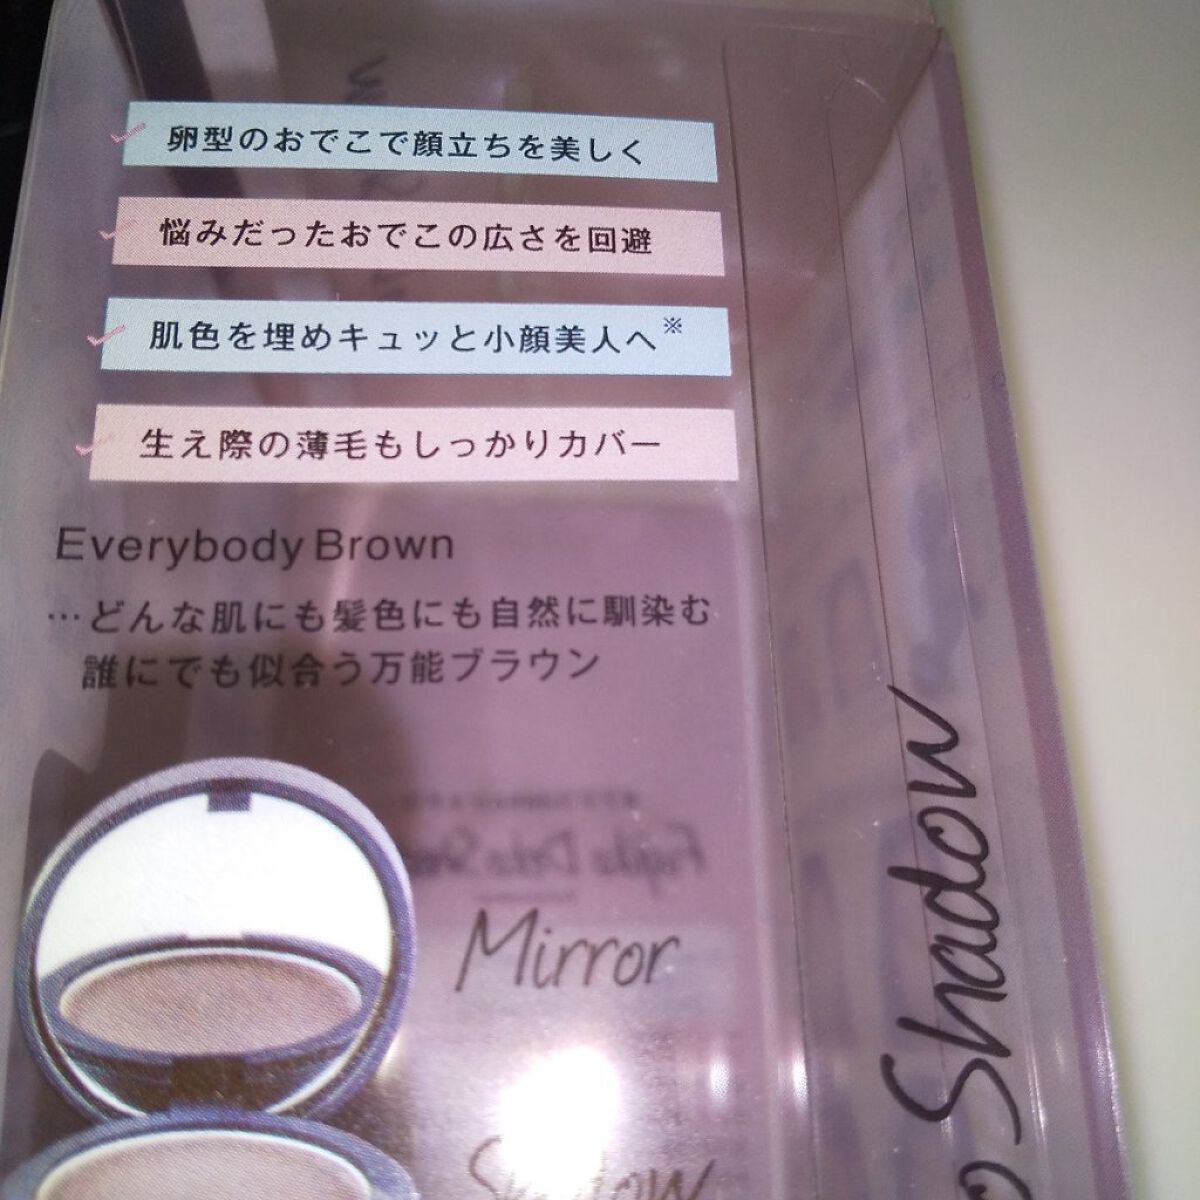 卵型のおでこで顔立ちを美しく
悩みだったおでこの広さを回避
肌色を埋めキュッと小顔美人へ※
生え際の薄毛もしっかりカバー
Everybody Brown
…どんな肌にも髪色にも自然に馴染む
誰にでも似合う万能ブラウン
Mirror
Shadow
Shadow